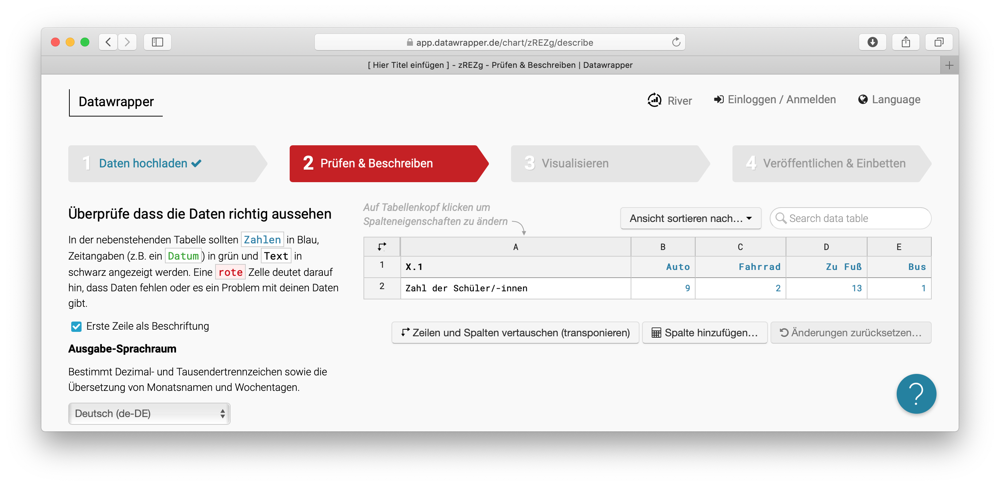 app.datawrapper.de/chart/zREZg/describe
[ Hier Titel einfügen ] - zREZg - Prüfen & Beschreiben | Datawrapper
Datawrapper
River
Einloggen / Anmelden
Language
1 Daten hochladen
2 Prüfen & Beschreiben
3 Visualisieren
4 Veröffentlichen & Einbetten
Überprüfe dass die Daten richtig aussehen
In der nebenstehenden Tabelle sollten Zahlen in Blau,
Zeitangaben (z.B. ein Datum) in grün und Text in
schwarz angezeigt werden. Eine rote Zelle deutet darauf
hin, dass Daten fehlen oder es ein Problem mit deinen Daten
gibt.
Erste Zeile als Beschriftung
Ausgabe-Sprachraum
Bestimmt Dezimal- und Tausendertrennzeichen sowie die
Übersetzung von Monatsnamen und Wochentagen.
Deutsch (de-DE)
Auf Tabellenkopf klicken um
Spalteneigenschaften zu ändern
Ansicht sortieren nach...
Search data table
A B C D E
1 X.1 Auto Fahrrad Zu Fuß Bus
2 Zahl der Schüler/-innen 9 2 13 1
Zeilen und Spalten vertauschen (transponieren)
Spalte hinzufügen...
Änderungen zurücksetzen...
?